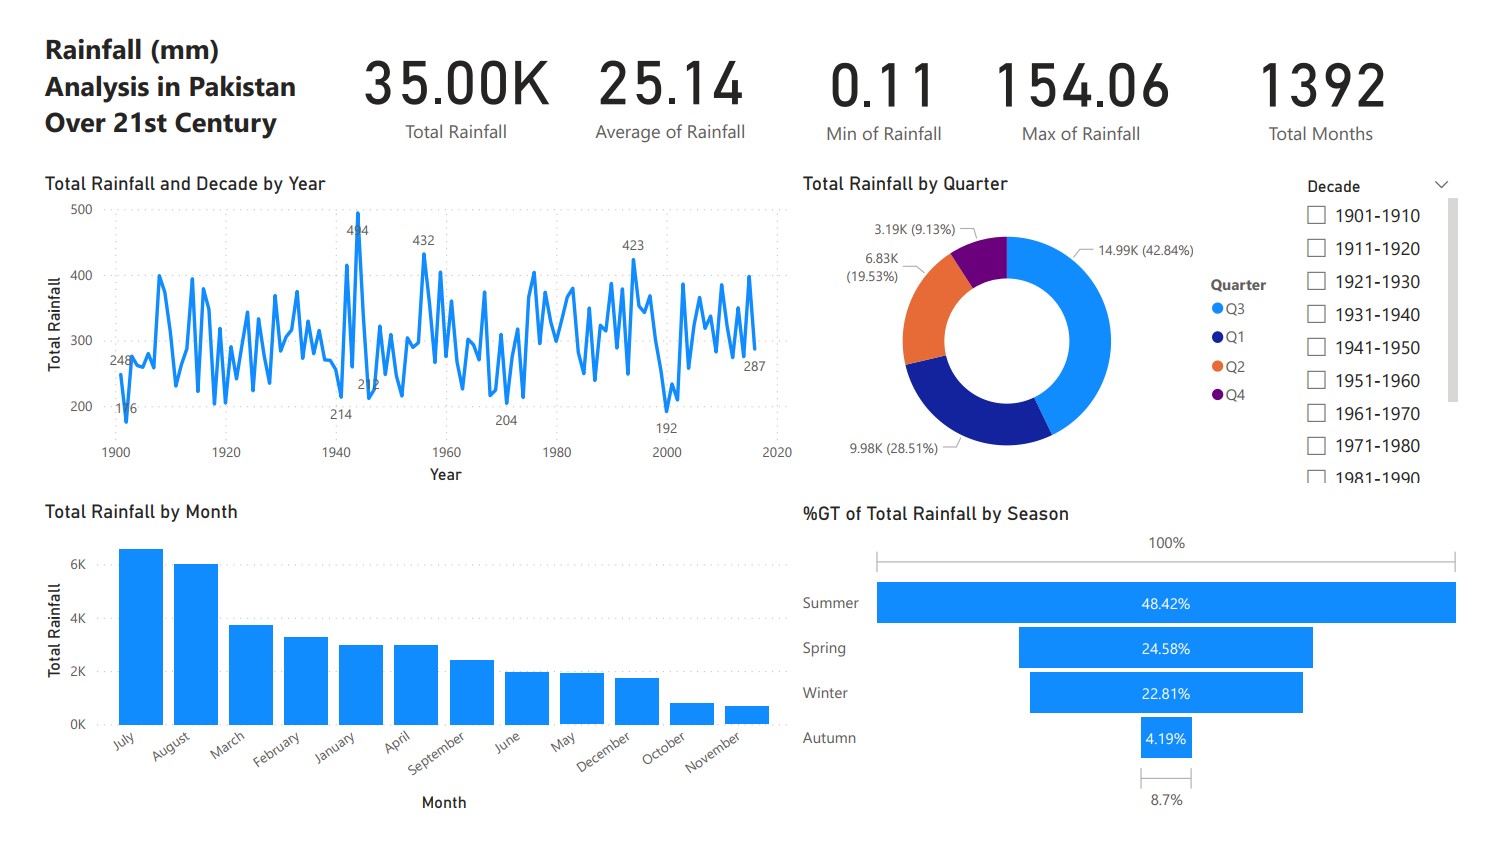 Rainfall (mm)
Analysis in Pakistan
Over 21st Century
35.00K
Total Rainfall
25.14
Average of Rainfall
0.11
Min of Rainfall
154.06
Max of Rainfall
1392
Total Months
Total Rainfall and Decade by Year
Total Rainfall
500
400
300
200
248
176
494
214
212
432
204
423
192
287
1900
1920
1940
1960
1980
2000
2020
Year
Total Rainfall by Quarter
3.19K (9.13%)
6.83K
(19.53%)
14.99K (42.84%)
9.98K (28.51%)
Quarter
Q3
Q1
Q2
Q4
Decade
1901-1910
1911-1920
1921-1930
1931-1940
1941-1950
1951-1960
1961-1970
1971-1980
1981-1990
Total Rainfall by Month
Total Rainfall
6K
4K
2K
0K
July
August
March
February
January
April
September
June
May
December
October
November
Month
%GT of Total Rainfall by Season
100%
Summer
48.42%
Spring
24.58%
Winter
22.81%
Autumn
4.19%
8.7%